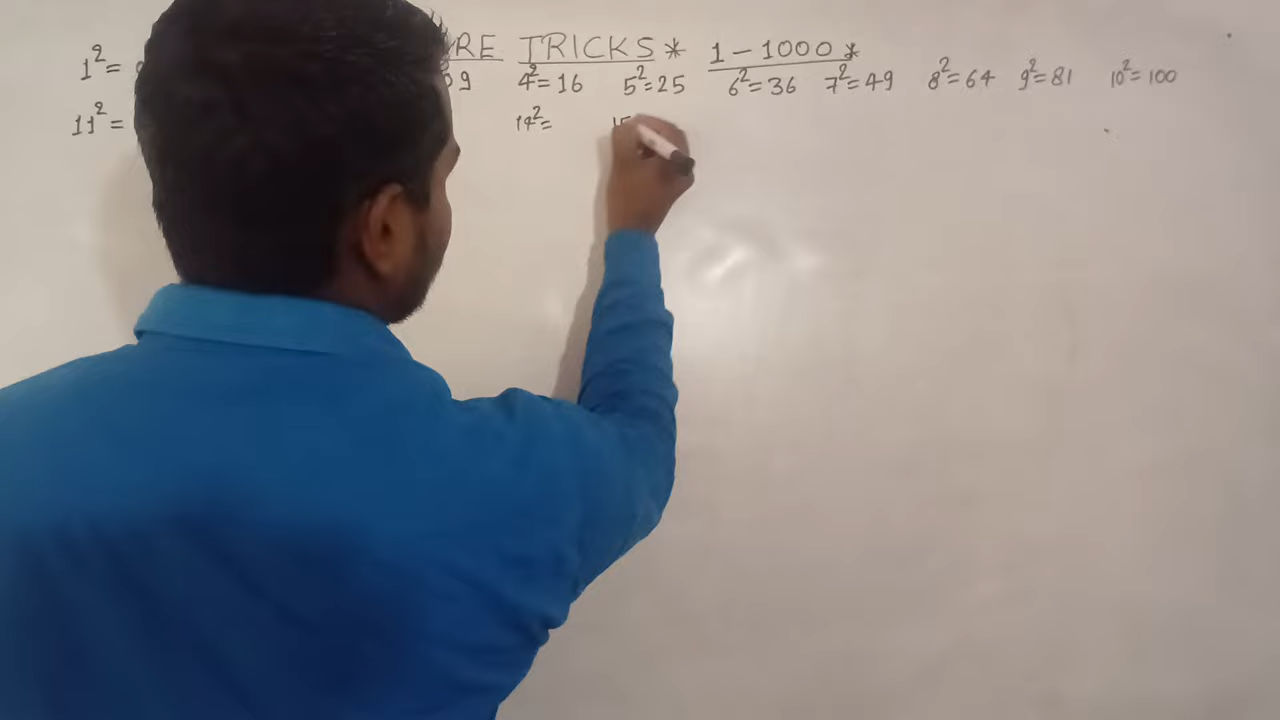 RE TRICKS* 1-1000*
1²= 9 4²=16 5²=25 6²=36 7²=49 8²=64 9²=81 10²=100
11²= 14²=